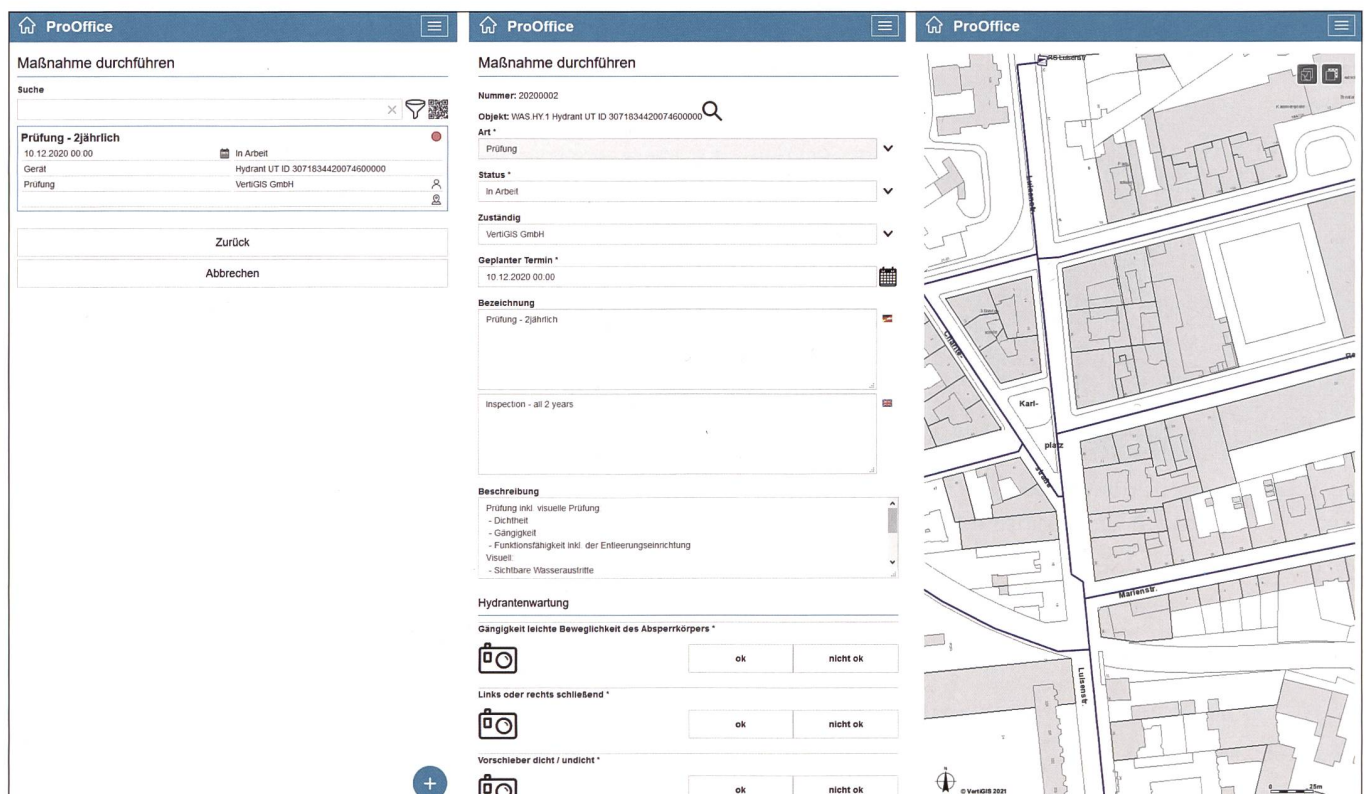 ProOffice
Maßnahme durchführen
Suche
Prüfung - 2jährlich
10.12.2020 00:00 In Arbeit
Gerät Hydrant UT ID 3071834420074600000
Prüfung VertiGIS GmbH
Zurück
Abbrechen
+
ProOffice
Maßnahme durchführen
Nummer: 20200002
Objekt: WAS.HY.1 Hydrant UT ID 3071834420074600000
Art *
Prüfung
Status *
In Arbeit
Zuständig
VertiGIS GmbH
Geplanter Termin *
10.12.2020 00:00
Bezeichnung
Prüfung - 2jährlich
Inspection - all 2 years
Beschreibung
Prüfung inkl. visuelle Prüfung
- Dichtheit
- Gängigkeit
- Funktionsfähigkeit inkl. der Entleerungseinrichtung
Visuell:
- Sichtbare Wasseraustritte
Hydrantenwartung
Gängigkeit leichte Beweglichkeit des Absperrkörpers *
ok nicht ok
Links oder rechts schließend *
ok nicht ok
Vorschieber dicht / undicht *
ok nicht ok
ProOffice
Luisenstr.
Karl-
platz
straße
Marienstr.
Luisenstr.
N
© VertiGIS 2021
0 25m